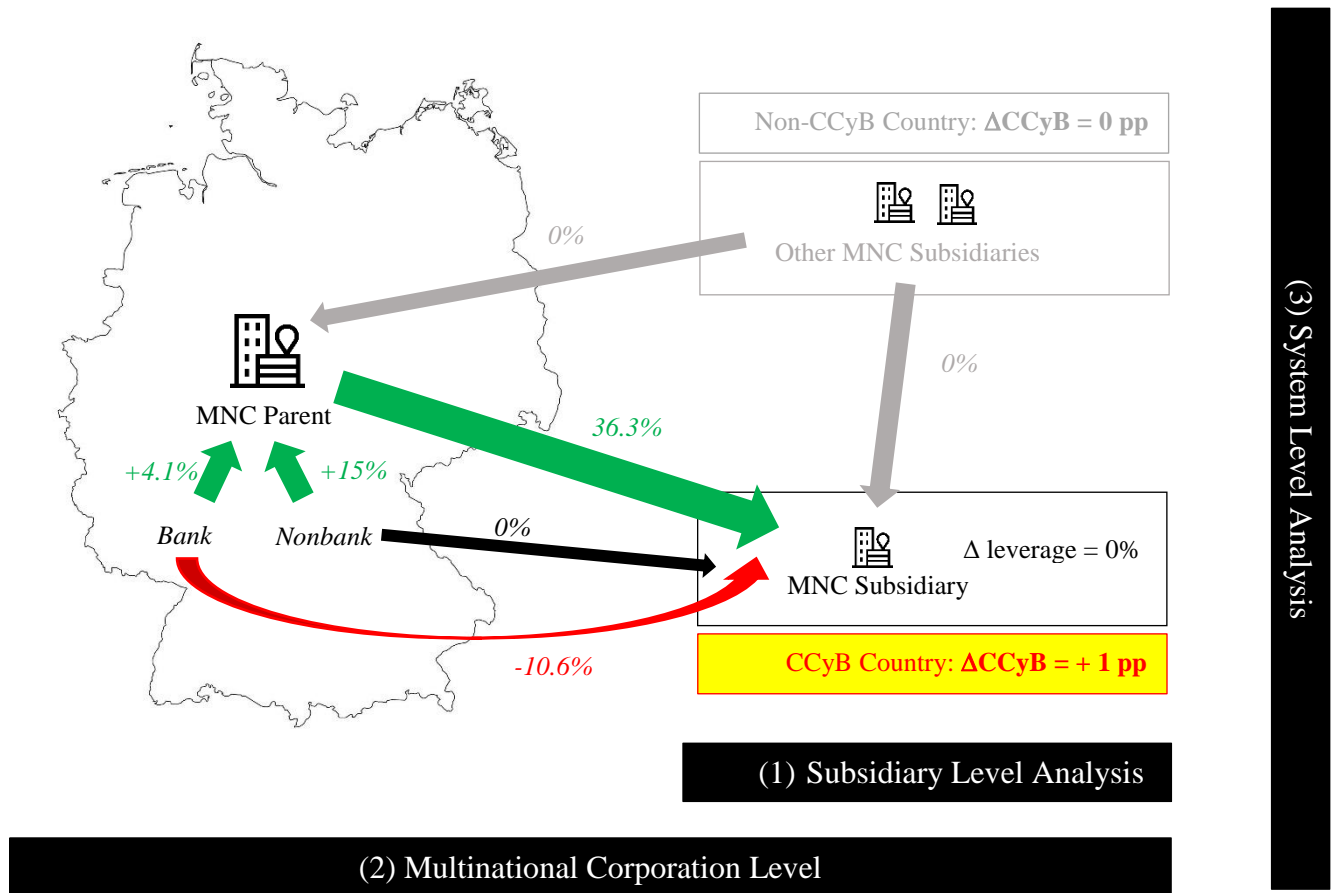 Non-CCyB Country: ΔCCyB = 0 pp
Other MNC Subsidiaries
0%
0%
MNC Parent
36.3%
+4.1%
+15%
Bank
Nonbank
0%
Δ leverage = 0%
MNC Subsidiary
-10.6%
CCyB Country: ΔCCyB = + 1 pp
(1) Subsidiary Level Analysis
(2) Multinational Corporation Level
(3) System Level Analysis